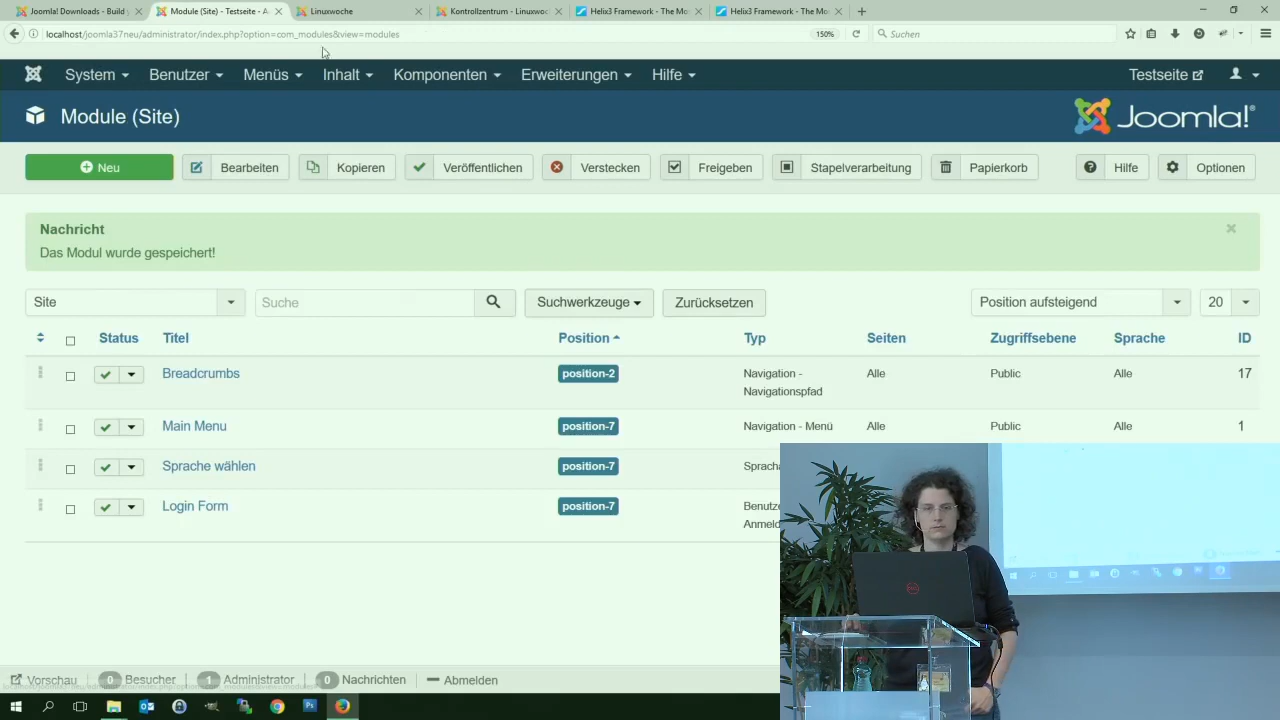 Joomla! Downloads - Build
Module (Site) - Testseite - A
Linuxwoche
Kontrollzentrum - Linuxwoc
Helix3 Framework - The Mo
Helix3 Framework - The Mo
localhost/joomla37neu/administrator/index.php?option=com_modules&view=modules
150%
Suchen
System
Benutzer
Menüs
Inhalt
Komponenten
Erweiterungen
Hilfe
Testseite
Module (Site)
Joomla!®
Neu
Bearbeiten
Kopieren
Veröffentlichen
Verstecken
Freigeben
Stapelverarbeitung
Papierkorb
Hilfe
Optionen
Nachricht
Das Modul wurde gespeichert!
Site
Suche
Suchwerkzeuge
Zurücksetzen
Position aufsteigend
20
Status Titel Position Typ Seiten Zugriffsebene Sprache ID
Breadcrumbs position-2 Navigation - Alle Public Alle 17
Navigationspfad
Main Menu position-7 Navigation - Menü Alle Public Alle 1
Sprache wählen position-7 Spracha
Login Form position-7 Benutze
Anmeld
Vorschau
0 Besucher
1 Administrator
0 Nachrichten
Abmelden